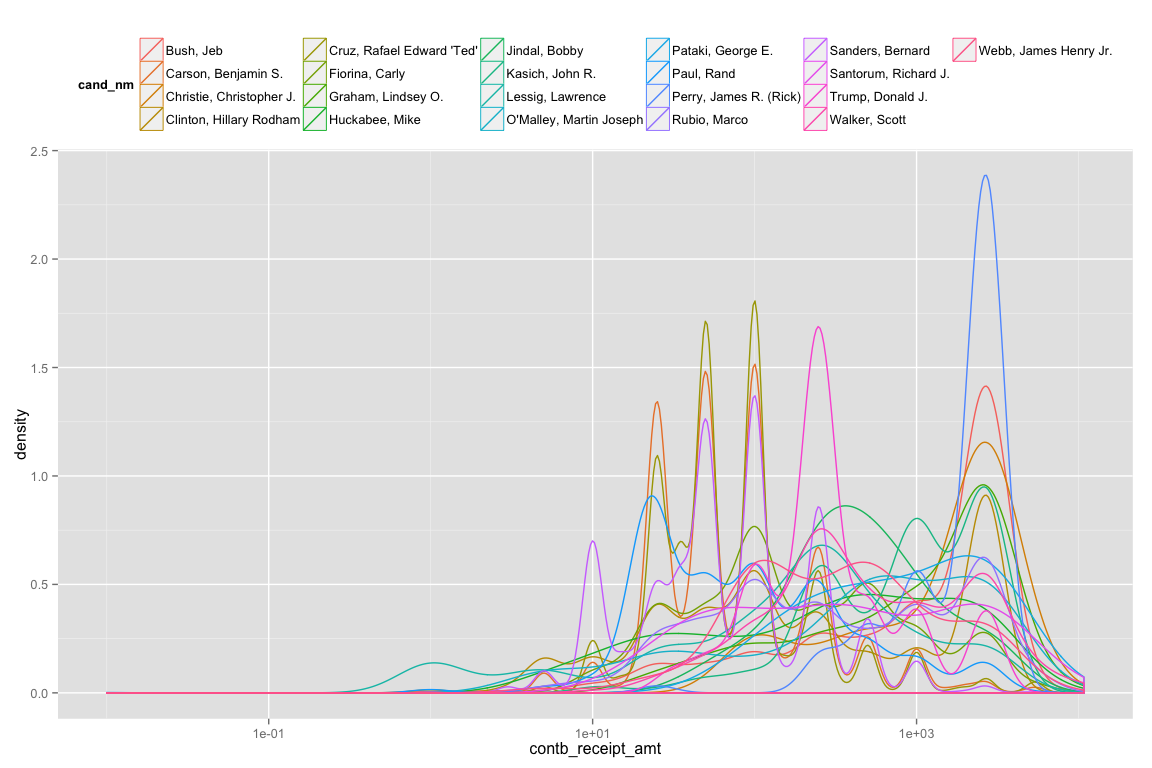 Bush, Jeb Cruz, Rafael Edward 'Ted' Jindal, Bobby Pataki, George E. Sanders, Bernard Webb, James Henry Jr.
Carson, Benjamin S. Fiorina, Carly Kasich, John R. Paul, Rand Santorum, Richard J.
cand_nm
Christie, Christopher J. Graham, Lindsey O. Lessig, Lawrence Perry, James R. (Rick) Trump, Donald J.
Clinton, Hillary Rodham Huckabee, Mike O'Malley, Martin Joseph Rubio, Marco Walker, Scott
2.5
2.0
1.5
density
1.0
0.5
0.0
1e-01 1e+01 1e+03
contb_receipt_amt